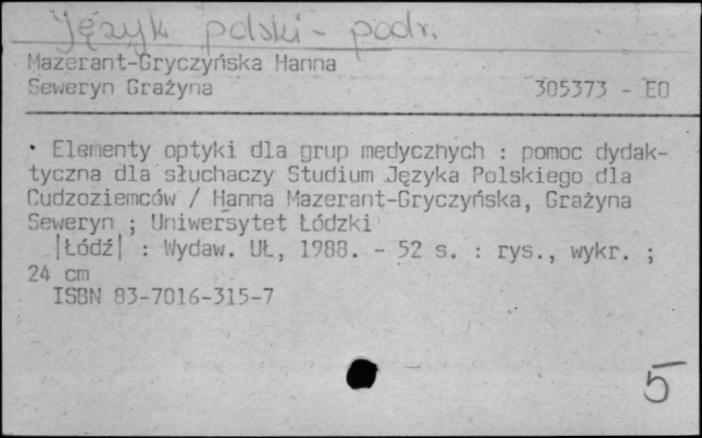 język polski - podr.
Mazerant-Gryczyńska Hanna
Seweryn Grażyna 305373 - EO
• Elementy optyki dla grup medycznych : pomoc dydak-
tyczna dla słuchaczy Studium Języka Polskiego dla
Cudzoziemców / Hanna Mazerant-Gryczyńska, Grażyna
Seweryn ; Uniwersytet Łódzki
|Łódź| : Wydaw. UŁ, 1988. - 52 s. : rys., wykr. ;
24 cm
ISBN 83-7016-315-7
5